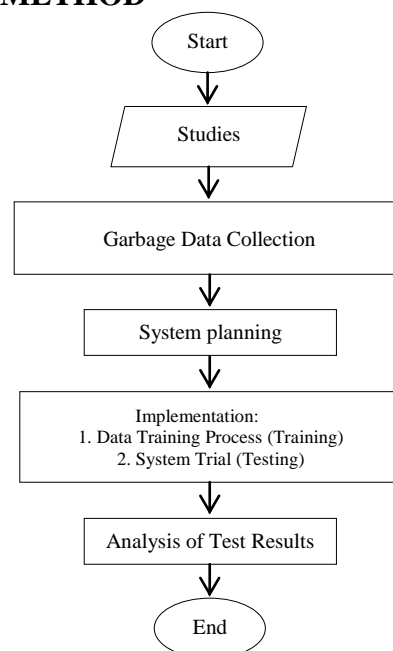 METHOD
Start
Studies
Garbage Data Collection
System planning
Implementation:
1. Data Training Process (Training)
2. System Trial (Testing)
Analysis of Test Results
End